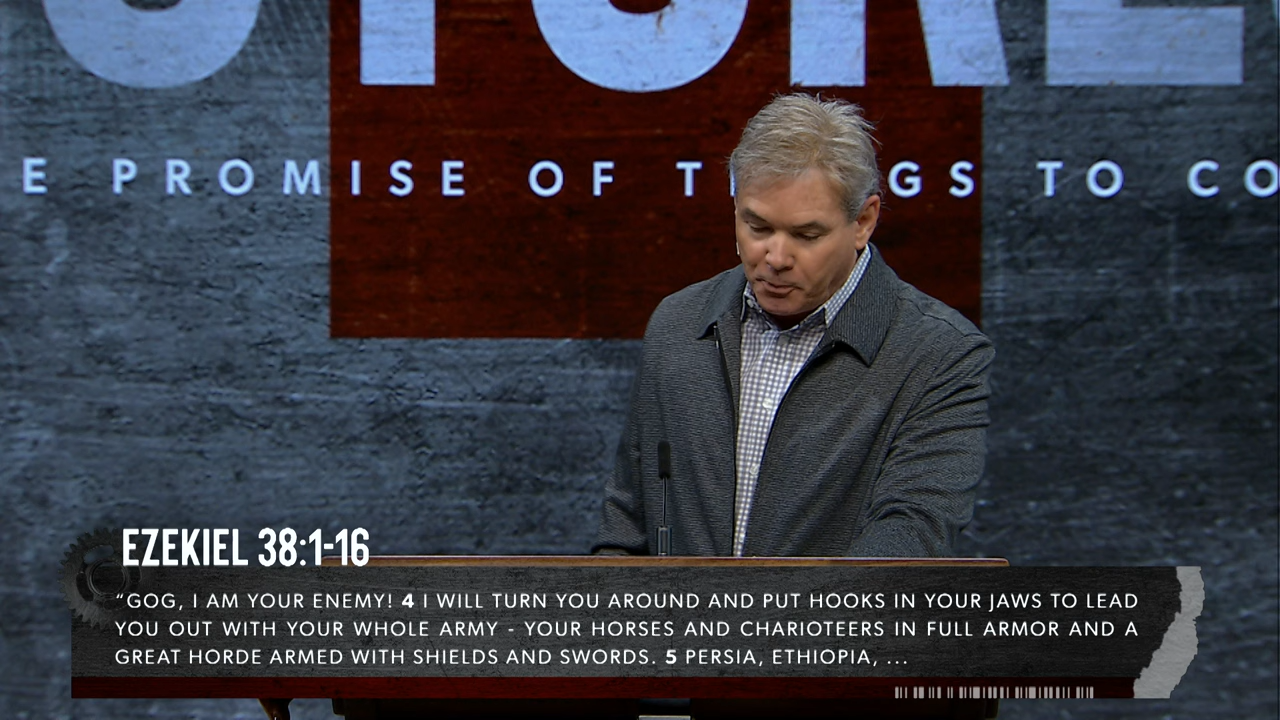 E PROMISE OF T GS TO CO
EZEKIEL 38:1-16
“GOG, I AM YOUR ENEMY! 4 I WILL TURN YOU AROUND AND PUT HOOKS IN YOUR JAWS TO LEAD
YOU OUT WITH YOUR WHOLE ARMY - YOUR HORSES AND CHARIOTEERS IN FULL ARMOR AND A
GREAT HORDE ARMED WITH SHIELDS AND SWORDS. 5 PERSIA, ETHIOPIA, ...